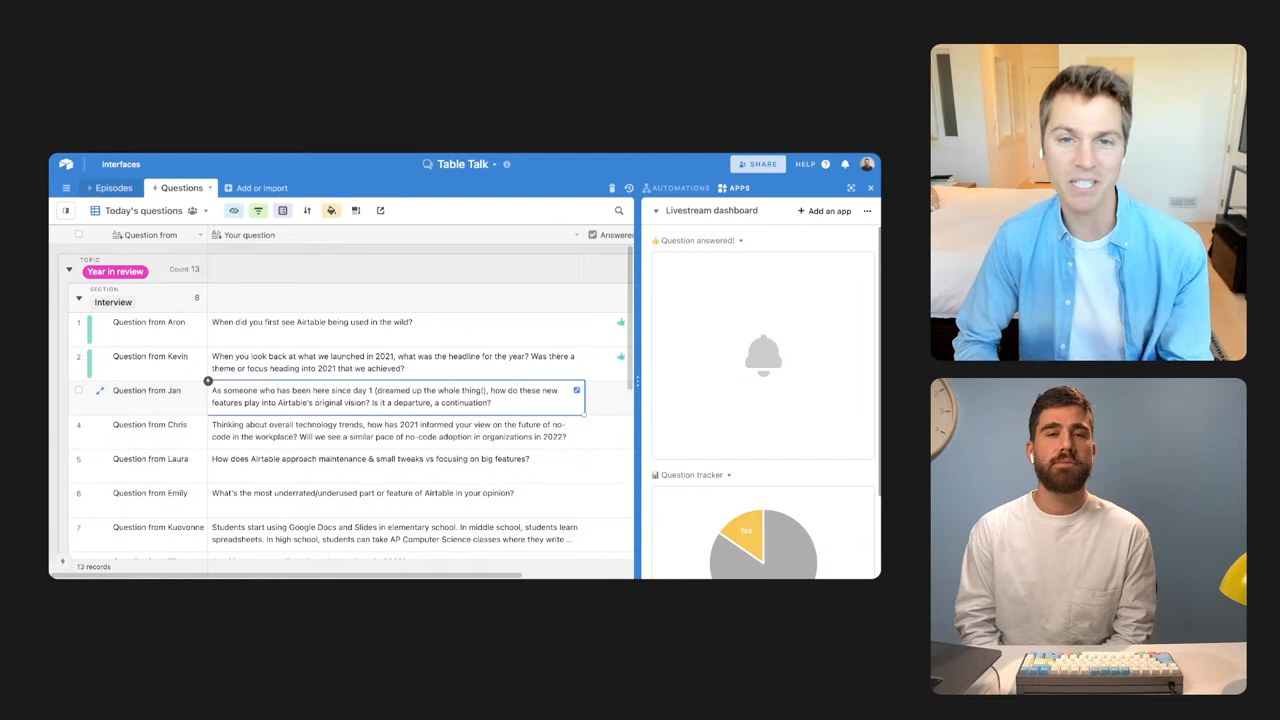 Interfaces
Table Talk
SHARE
HELP
Episodes
Questions
Add or import
AUTOMATIONS
APPS
Today's questions
Livestream dashboard
Add an app
Question from
Your question
Answered
Question answered!
TOPIC
Year in review
Count 13
SECTION
Interview
8
1
Question from Aron
When did you first see Airtable being used in the wild?
2
Question from Kevin
When you look back at what we launched in 2021, what was the headline for the year? Was there a
theme or focus heading into 2021 that we achieved?
Question from Jan
As someone who has been here since day 1 (dreamed up the whole thing!), how do these new
features play into Airtable's original vision? Is it a departure, a continuation?
4
Question from Chris
Thinking about overall technology trends, how has 2021 informed your view on the future of no-
code in the workplace? Will we see a similar pace of no-code adoption in organizations in 2022?
5
Question from Laura
How does Airtable approach maintenance & small tweaks vs focusing on big features?
6
Question from Emily
What's the most underrated/underused part or feature of Airtable in your opinion?
7
Question from Kuovonne
Students start using Google Docs and Slides in elementary school. In middle school, students learn
spreadsheets. In high school, students can take AP Computer Science classes where they write ...
13 records
Question tracker
Yes